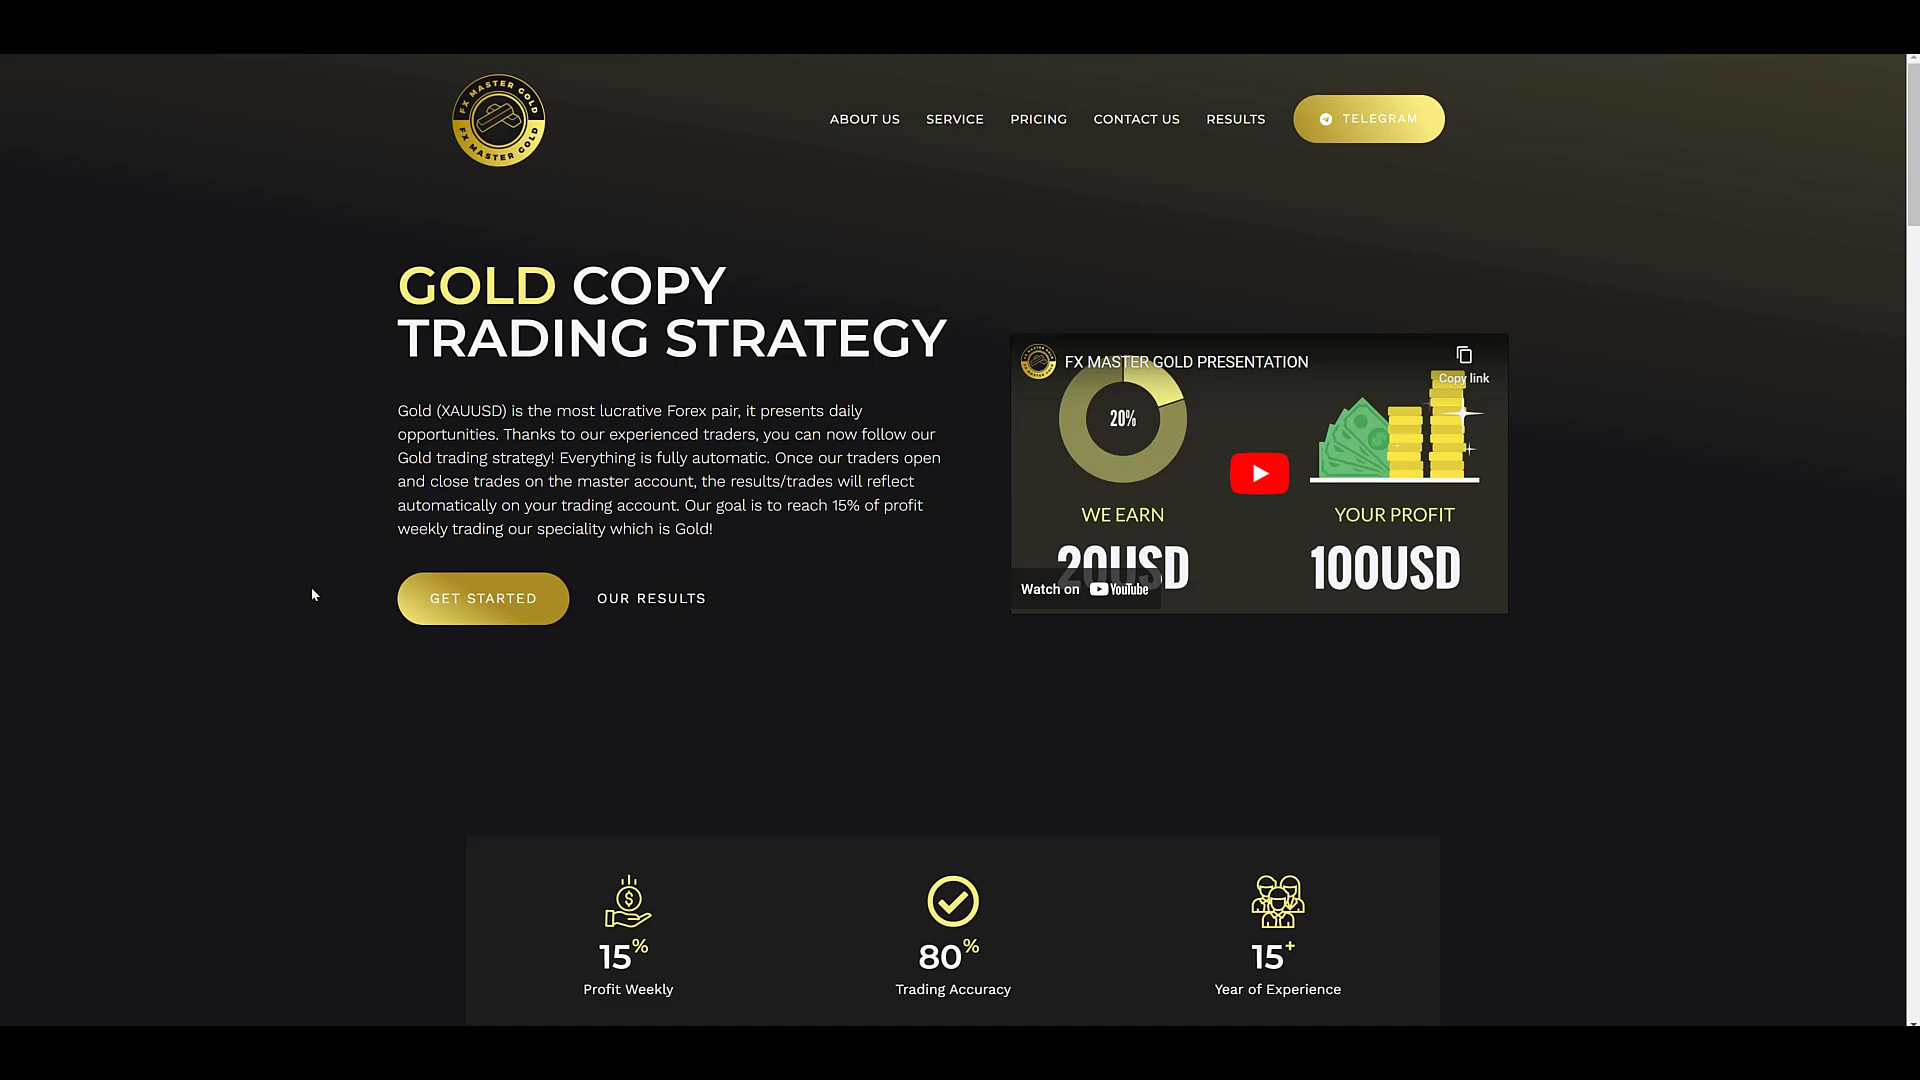 FX MASTER GOLD
FX MASTER GOLD
ABOUT US
SERVICE
PRICING
CONTACT US
RESULTS
TELEGRAM
GOLD COPY
TRADING STRATEGY
Gold (XAUUSD) is the most lucrative Forex pair, it presents daily
opportunities. Thanks to our experienced traders, you can now follow our
Gold trading strategy! Everything is fully automatic. Once our traders open
and close trades on the master account, the results/trades will reflect
automatically on your trading account. Our goal is to reach 15% of profit
weekly trading our speciality which is Gold!
GET STARTED
OUR RESULTS
FX MASTER GOLD PRESENTATION
Copy link
20%
WE EARN
YOUR PROFIT
20USD
100USD
Watch on YouTube
15%
Profit Weekly
80%
Trading Accuracy
15+
Year of Experience